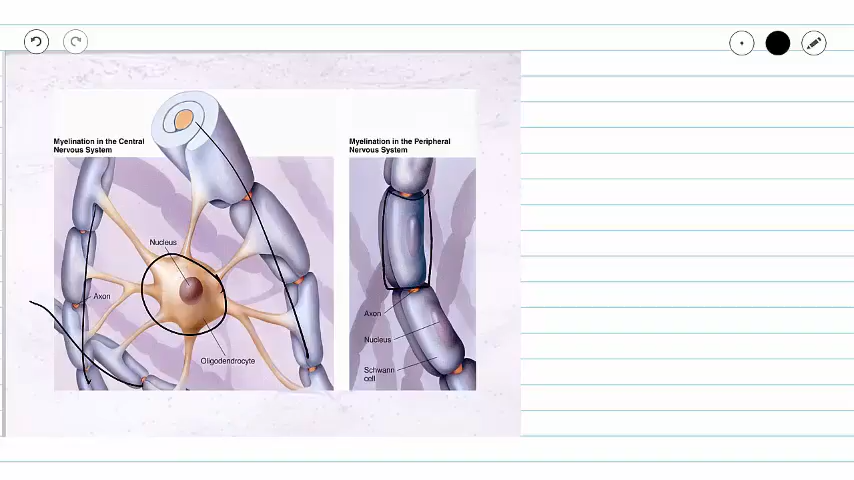 Myelination in the Central
Nervous System
Myelination in the Peripheral
Nervous System
Nucleus
Axon
Oligodendrocyte
Axon
Nucleus
Schwann
cell